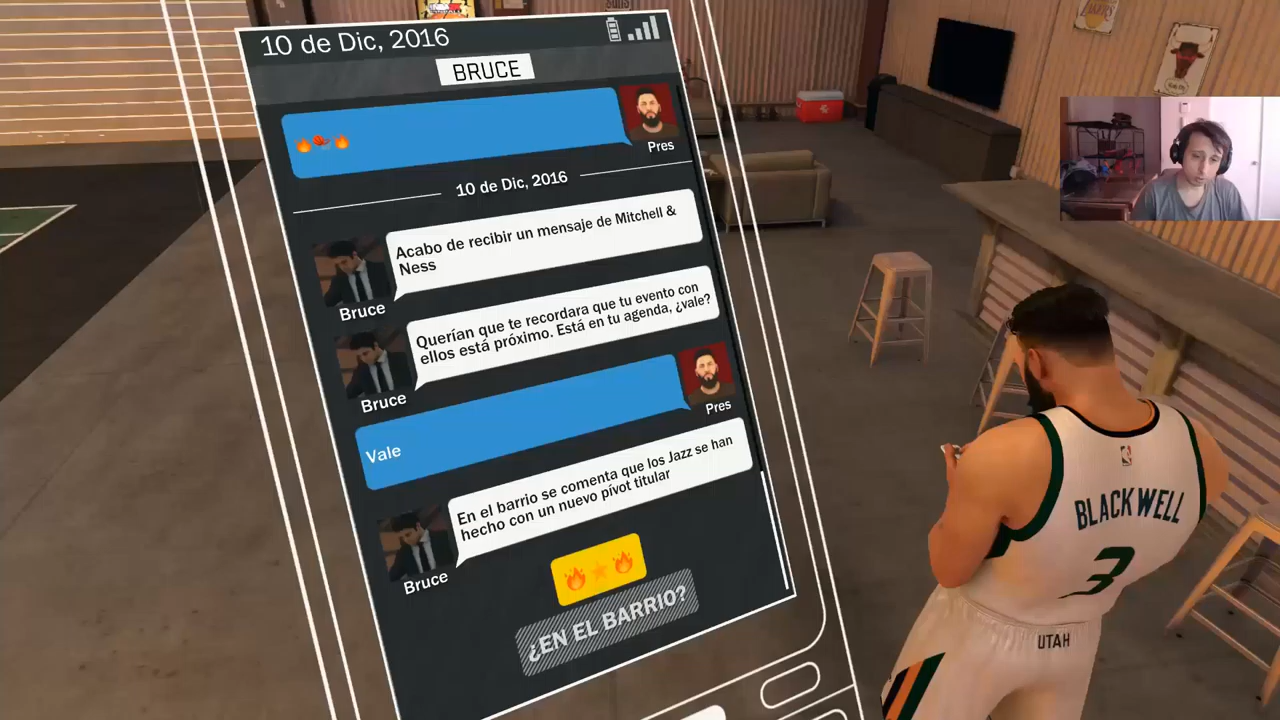 10 de Dic, 2016
BRUCE
🔥🏀🔥
Pres
10 de Dic, 2016
Acabo de recibir un mensaje de Mitchell &
Ness
Bruce
Querían que te recordara que tu evento con
ellos está próximo. Está en tu agenda, ¿vale?
Bruce
Vale
Pres
En el barrio se comenta que los Jazz se han
hecho con un nuevo pívot titular
Bruce
🔥⭐🔥
¿EN EL BARRIO?
BLACKWELL
3
UTAH